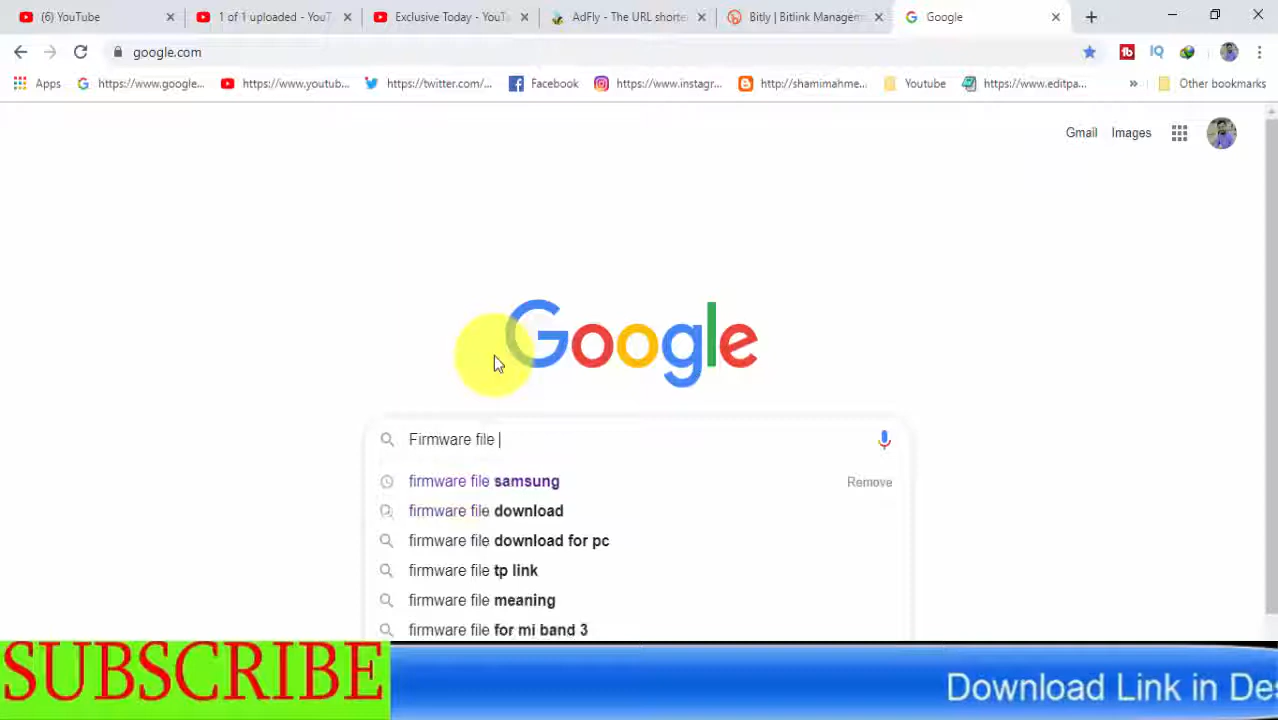 (6) YouTube
1 of 1 uploaded - YouT
Exclusive Today - YouT
AdFly - The URL shorte
Bitly | Bitlink Managem
Google
google.com
Apps
https://www.google...
https://www.youtub...
https://twitter.com/...
Facebook
https://www.instagr...
http://shamimahme...
Youtube
https://www.editpa...
Other bookmarks
Gmail
Images
Google
Firmware file
firmware file samsung
Remove
firmware file download
firmware file download for pc
firmware file tp link
firmware file meaning
firmware file for mi band 3
SUBSCRIBE
Download Link in Des